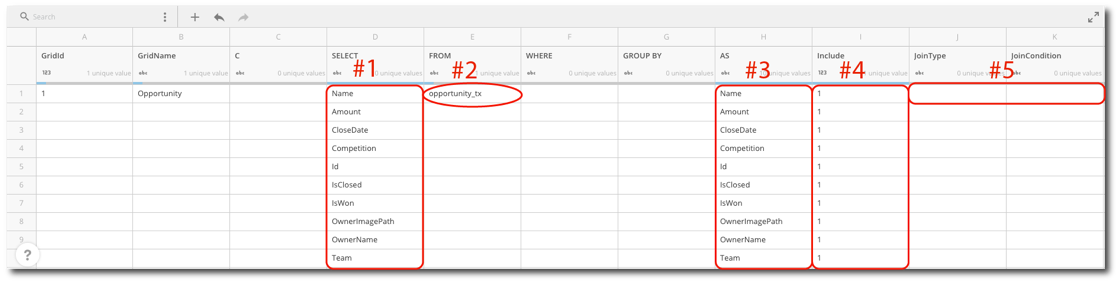 Search
A B C D E F G H I J K
GridId GridName C SELECT FROM WHERE GROUP BY AS Include JoinType JoinCondition
#1 #2 #3 #4 #5
123 1 unique value abc 1 unique value abc 0 unique values abc 0 unique values abc 1 unique value abc 0 unique values abc 0 unique values abc 0 unique values 123 unique values abc 0 unique values abc 0 unique values
1 1 Opportunity Name opportunity_tx Name 1
2 Amount Amount 1
3 CloseDate CloseDate 1
4 Competition Competition 1
5 Id Id 1
6 IsClosed IsClosed 1
7 IsWon IsWon 1
8 OwnerImagePath OwnerImagePath 1
9 OwnerName OwnerName 1
? Team Team 1